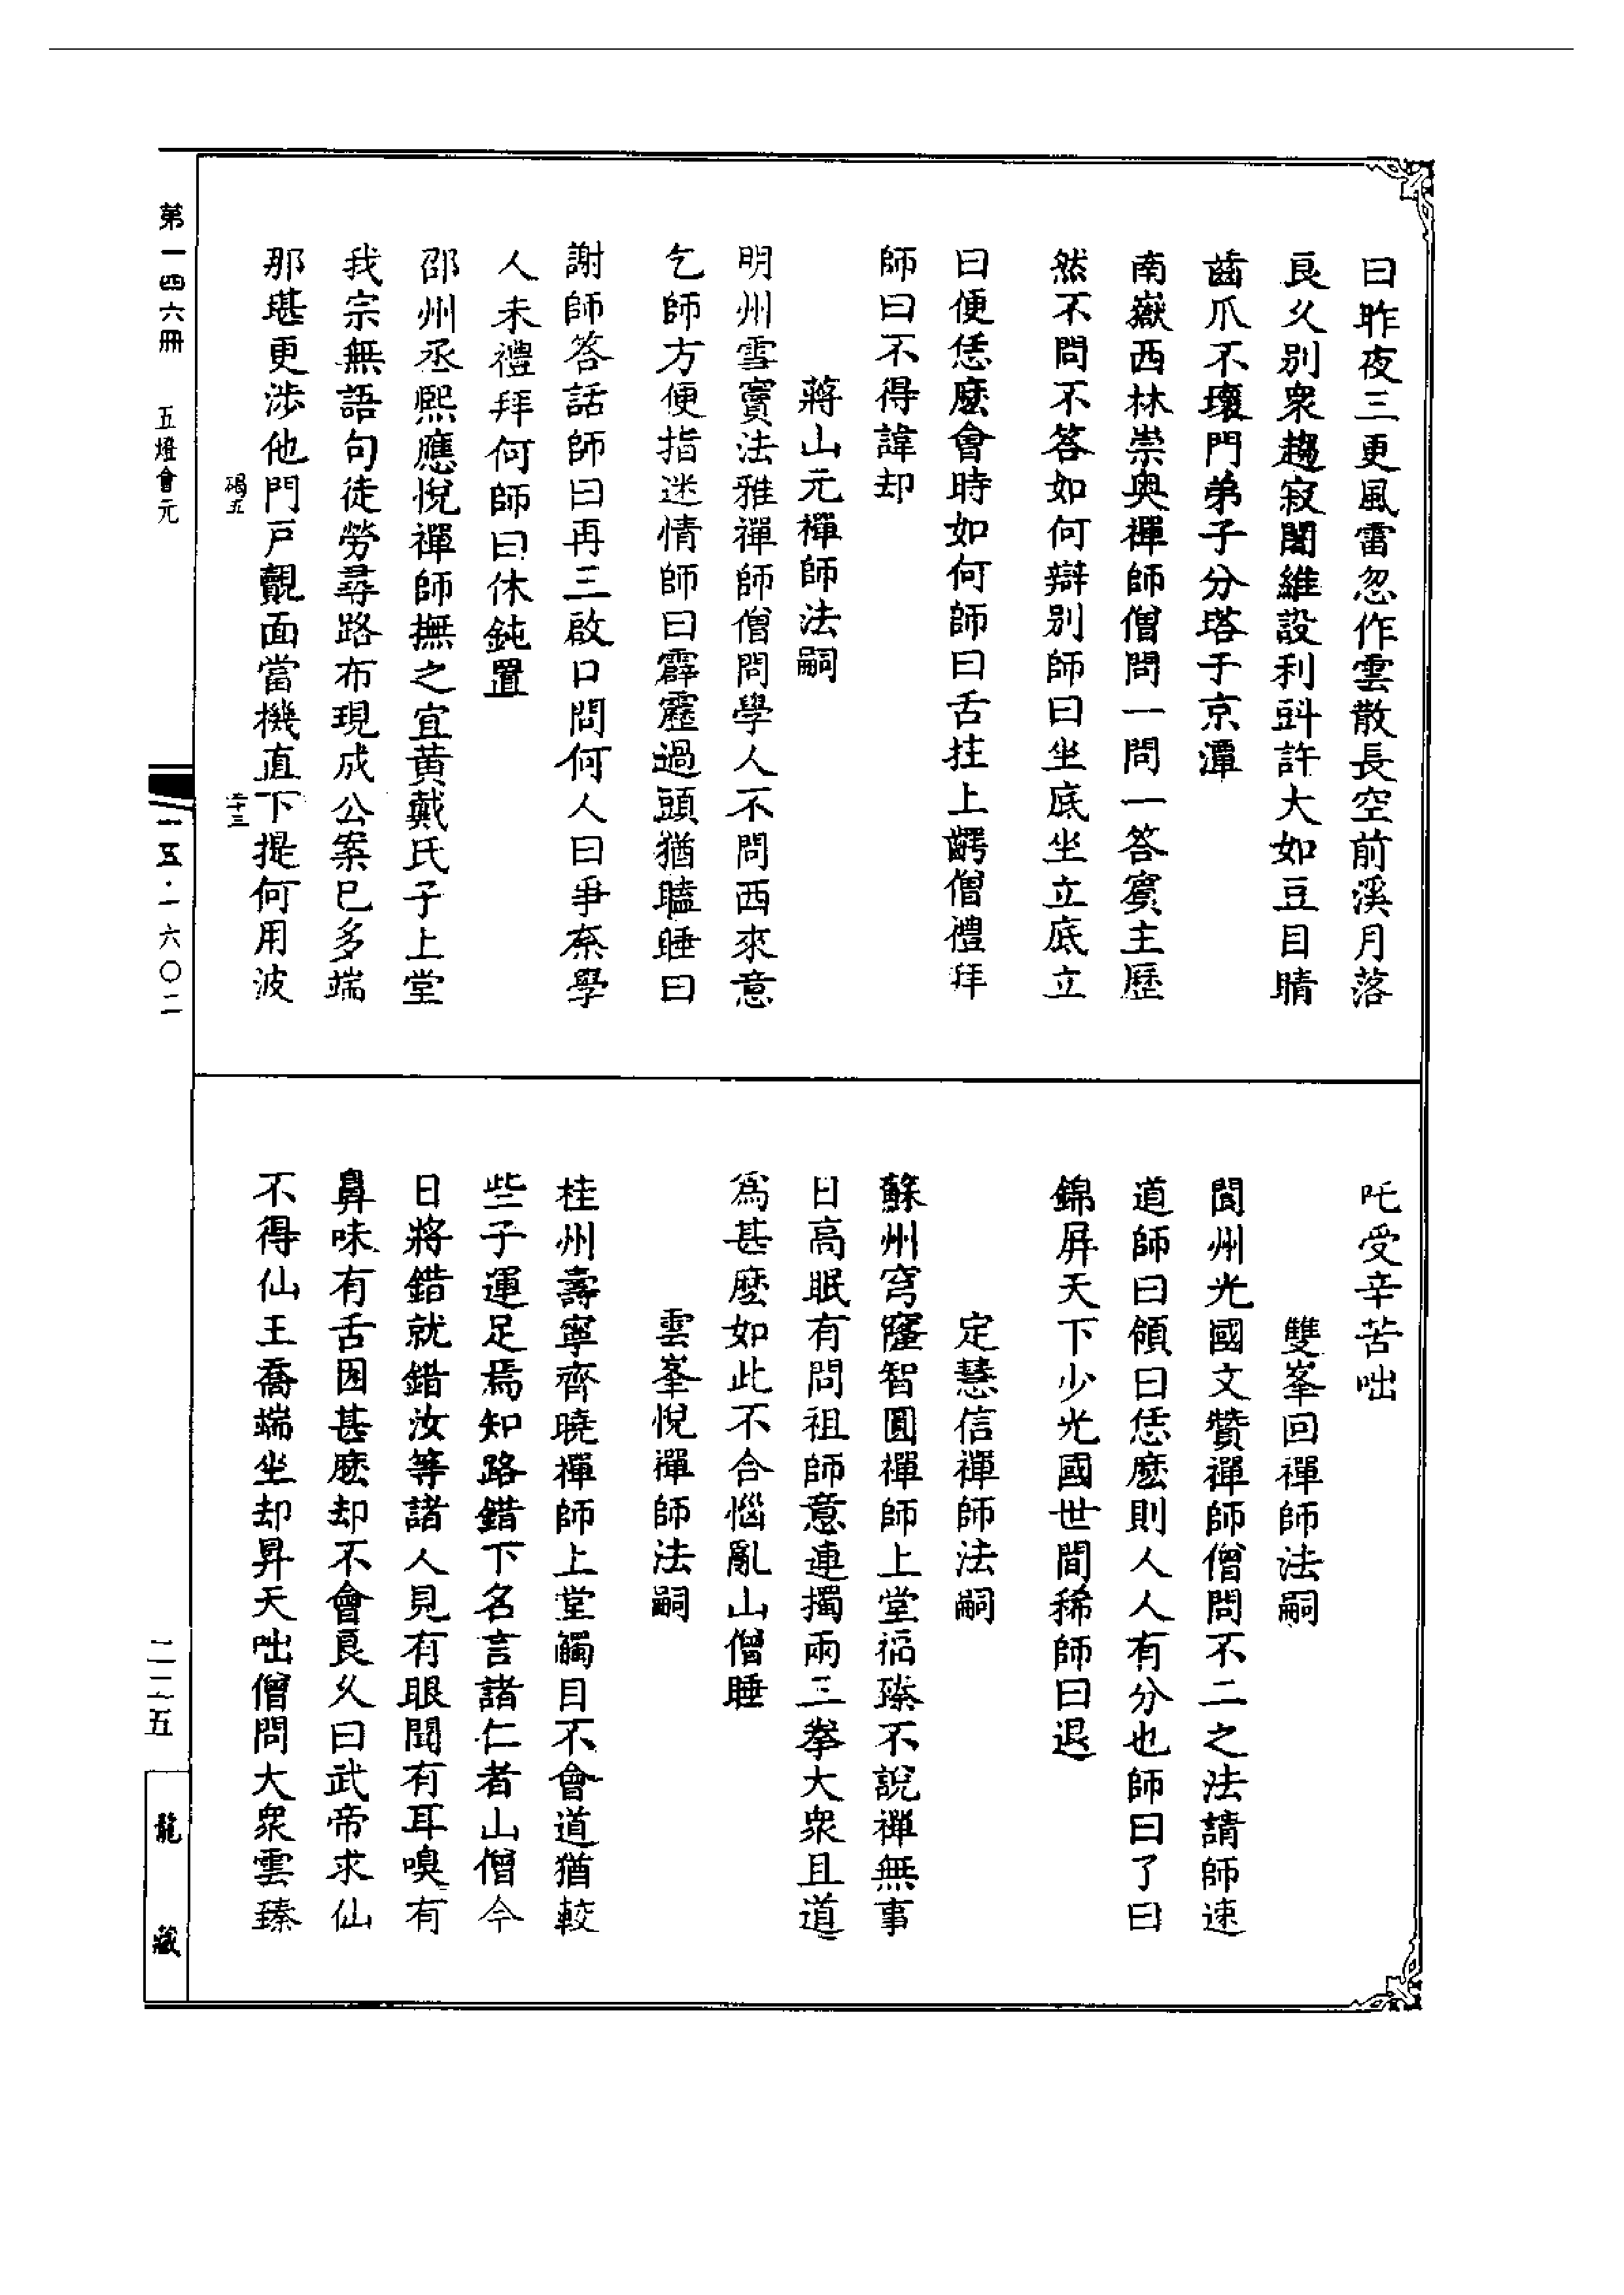 曰昨夜三更風雷忽作雲散長空前溪月落
良久別衆趨寂闍維設利㪷許大如豆目睛
齒爪不壞門弟子分塔于京潭
南嶽西林崇奥禪師僧問一問一答賓主歷
然不問不答如何辯別師曰坐底坐立底立
曰便恁麽會時如何師曰舌拄上齶僧禮拜
師曰不得諱却
蔣山元禪師法嗣
明州雪竇法雅禪師僧問學人不問西來意
乞師方便指迷情師曰霹靂過頭猶瞌睡曰
謝師答話師曰再三啟口問何人曰爭柰學
人未禮拜何師曰休鈍置
邵州丞熙應悅禪師撫之宜黄戴氏子上堂
我宗無語句徒勞尋路布現成公案已多端
那堪更涉他門戸覿面當機直下提何用波
碣五
二十三
吒受辛苦咄
雙峯回禪師法嗣
閬州光國文贊禪師僧問不二之法請師速
道師曰領曰恁麽則人人有分也師曰了曰
錦屏天下少光國世間稀師曰退
定慧信禪師法嗣
蘇州穹窿智圓禪師上堂福臻不說禪無事
日高眠有問祖師意連擉兩三拳大衆且道
爲甚麽如此不合惱亂山僧睡
雲峯悅禪師法嗣
桂州壽寧齊曉禪師上堂觸目不會道猶較
些子運足焉知路錯下名言諸仁者山僧今
日將錯就錯汝等諸人見有眼聞有耳嗅有
鼻味有舌因甚麽却不會良久曰武帝求仙
不得仙王喬端坐却昇天咄僧問大衆雲臻
第一四六冊
五燈會元
一五·一六〇二
二二五
龍藏